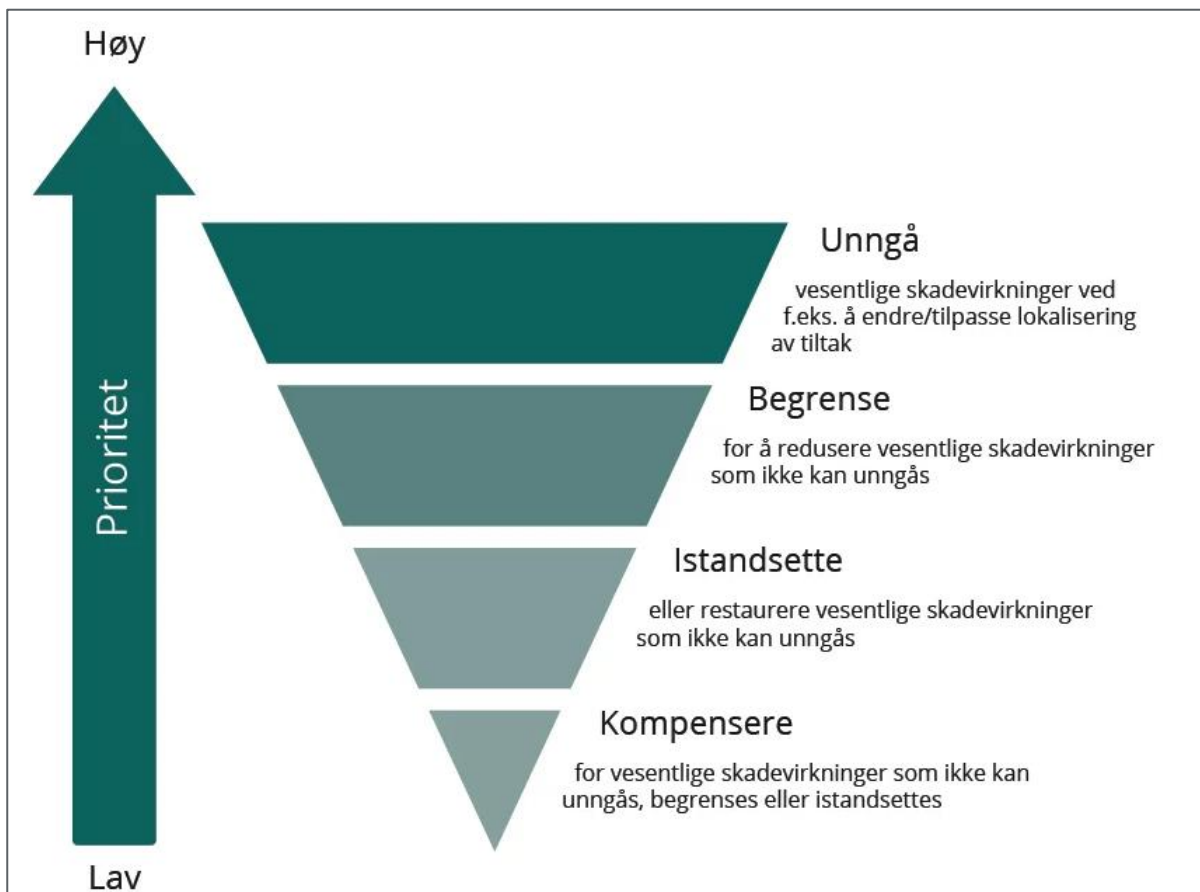 Høy
Prioritet
Lav
Unngå
vesentlige skadevirkninger ved
f.eks. å endre/tilpasse lokalisering
av tiltak
Begrense
for å redusere vesentlige skadevirkninger
som ikke kan unngås
Istandsette
eller restaurere vesentlige skadevirkninger
som ikke kan unngås
Kompensere
for vesentlige skadevirkninger som ikke kan
unngås, begrenses eller istandsettes